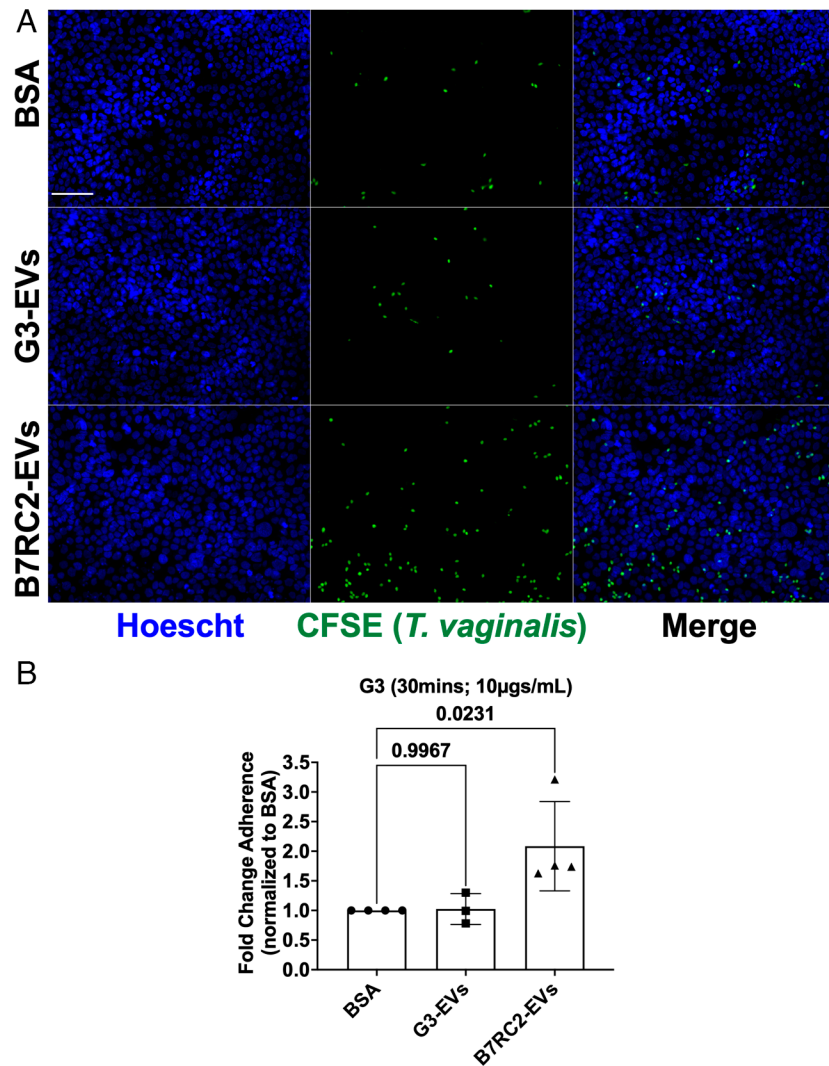 A
BSA
G3-EVs
B7RC2-EVs
Hoescht CFSE (T. vaginalis) Merge
B
G3 (30mins; 10µgs/mL)
0.0231
0.9967
Fold Change Adherence
(normalized to BSA)
3.5
3.0
2.5
2.0
1.5
1.0
0.5
0.0
BSA
G3-EVs
B7RC2-EVs